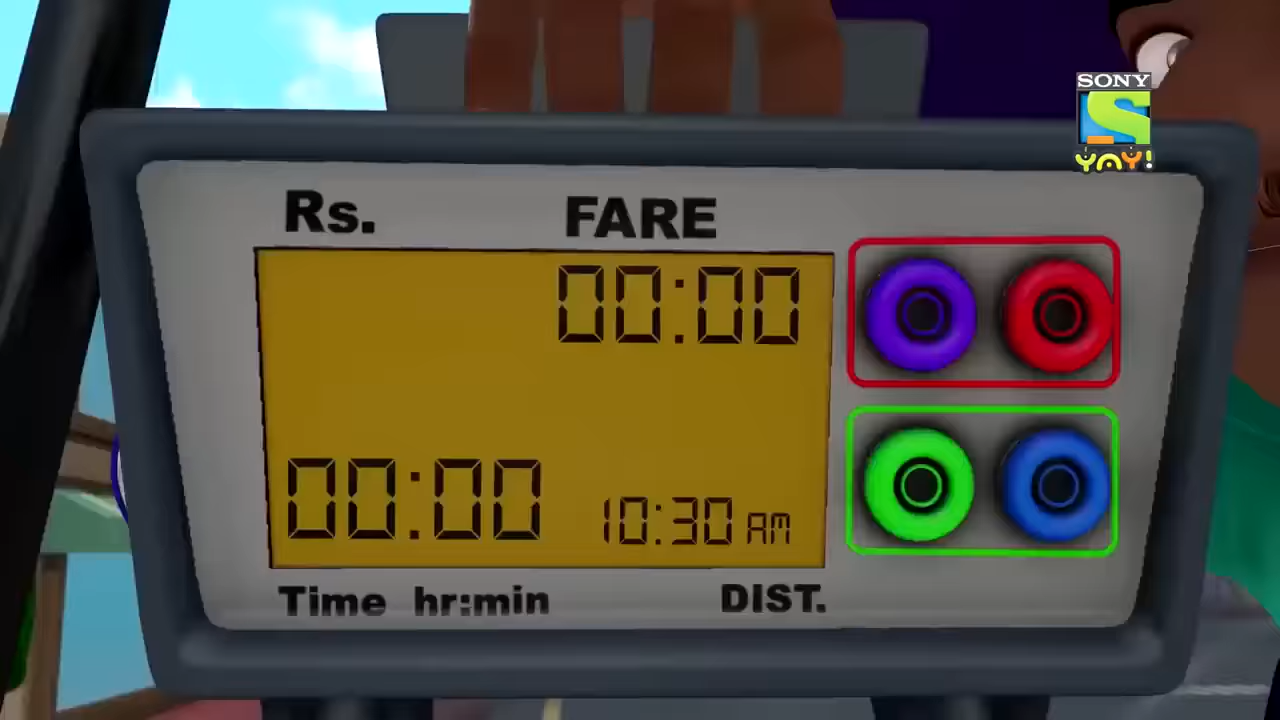 SONY
YAY!
Rs. FARE
00:00
00:00 10:30 AM
Time hr:min DIST.